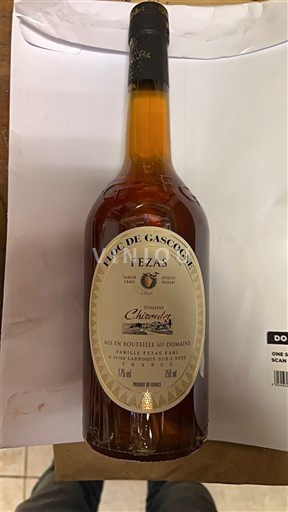 FLOC DE GASCOGNE
FEZAS
DOMAINE
Chiroulet
MIS EN BOUTEILLE AU DOMAINE
FAMILLE FEZAS EARL
FRANCE
17% vol 750 ml
PRODUCT OF FRANCE
VINIOU
DO
ONE S
SCAN